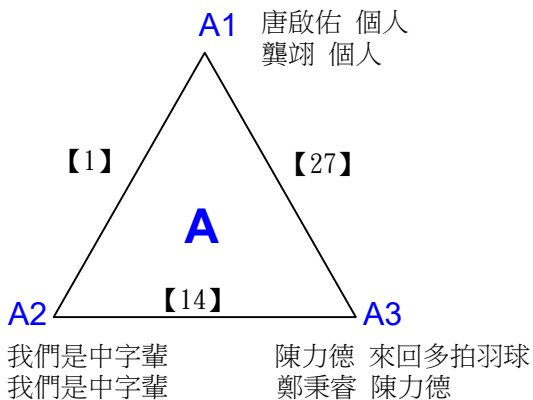 A1 唐啟佑 個人
龔翊 個人
【1】
【27】
A
【14】
A2
A3
我們是中字輩
我們是中字輩
陳力德 來回多拍羽球
鄭秉睿 陳力德